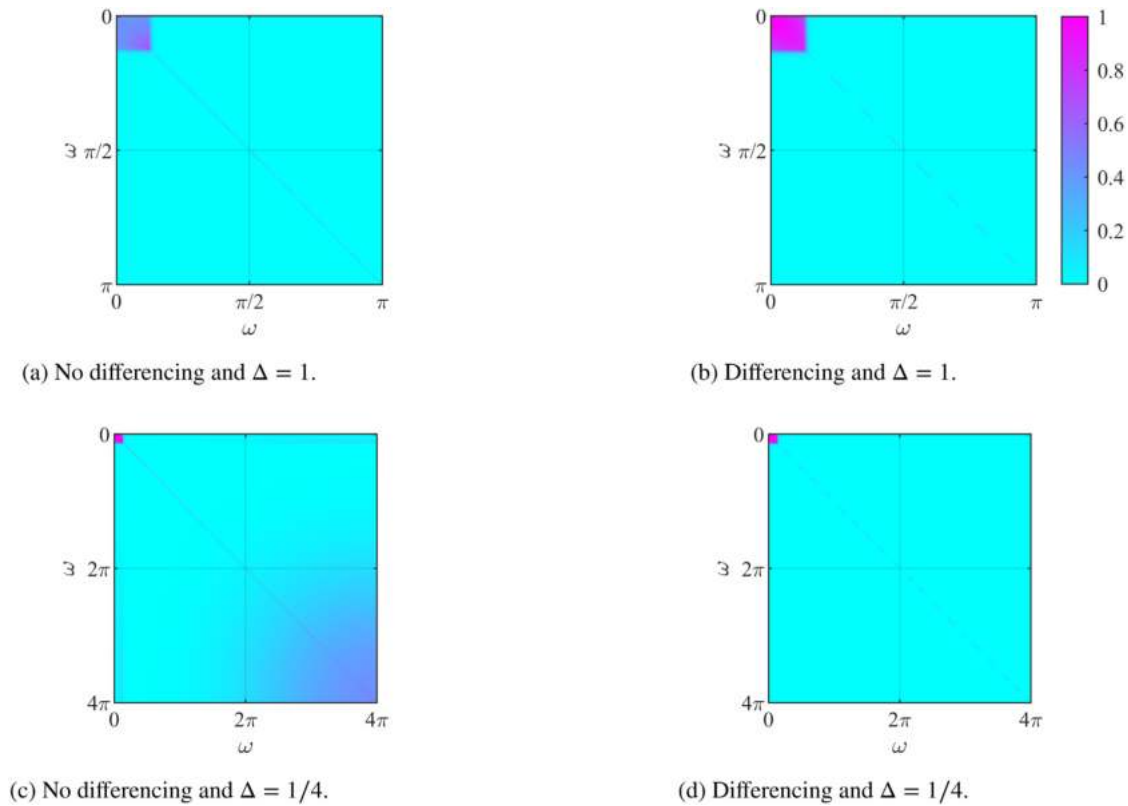 0
π/2
π
ω
0
π/2
π
ω
(a) No differencing and Δ = 1.
0
π/2
π
ω
0
π/2
π
ω
1
0.8
0.6
0.4
0.2
0
(b) Differencing and Δ = 1.
0
2π
4π
ω
0
2π
4π
ω
(c) No differencing and Δ = 1/4.
0
2π
4π
ω
0
2π
4π
ω
(d) Differencing and Δ = 1/4.